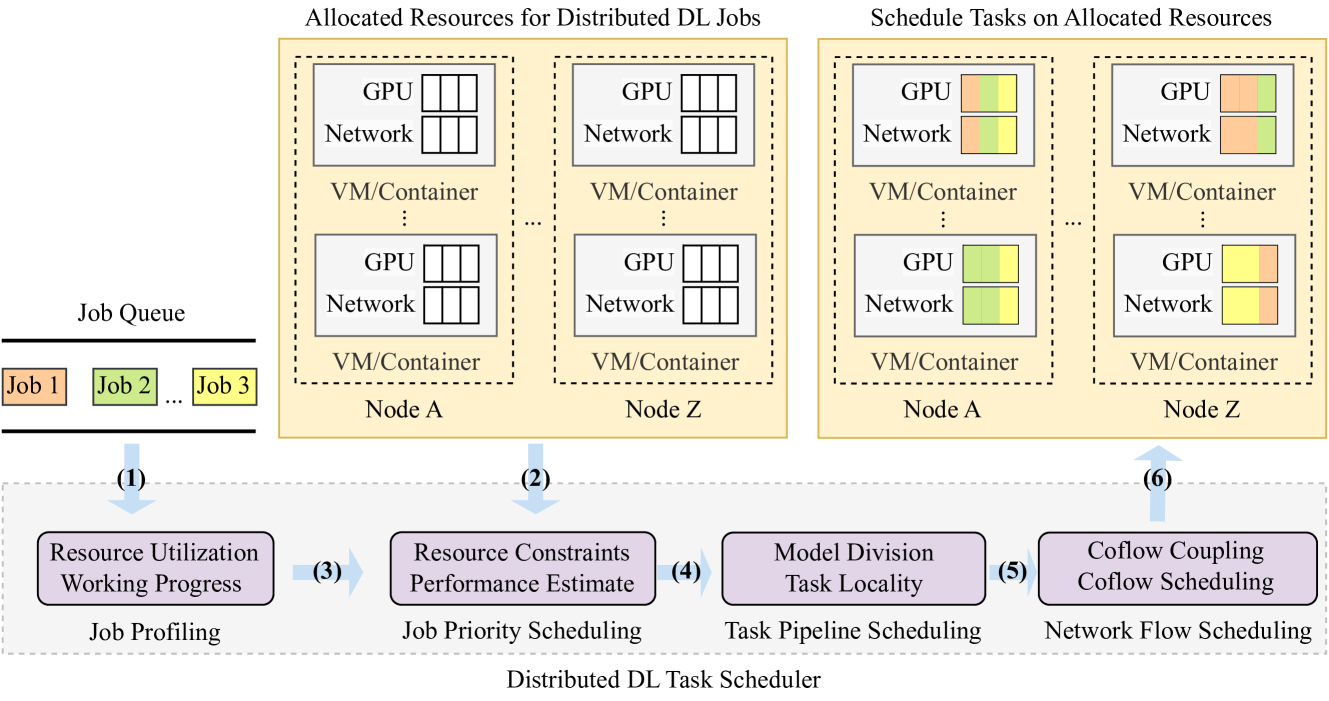 Allocated Resources for Distributed DL Jobs
GPU
Network
VM/Container
⋮
GPU
Network
VM/Container
Node A
...
GPU
Network
VM/Container
⋮
GPU
Network
VM/Container
Node Z
Schedule Tasks on Allocated Resources
GPU
Network
VM/Container
⋮
GPU
Network
VM/Container
Node A
...
GPU
Network
VM/Container
⋮
GPU
Network
VM/Container
Node Z
Job Queue
Job 1 Job 2 ... Job 3
(1)
(2)
(6)
Resource Utilization
Working Progress
Job Profiling
(3)
Resource Constraints
Performance Estimate
Job Priority Scheduling
(4)
Model Division
Task Locality
Task Pipeline Scheduling
(5)
Coflow Coupling
Coflow Scheduling
Network Flow Scheduling
Distributed DL Task Scheduler